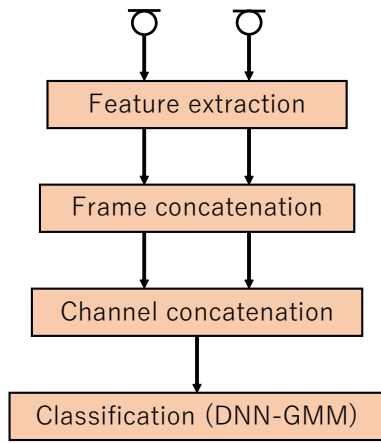 Feature extraction
Frame concatenation
Channel concatenation
Classification (DNN-GMM)